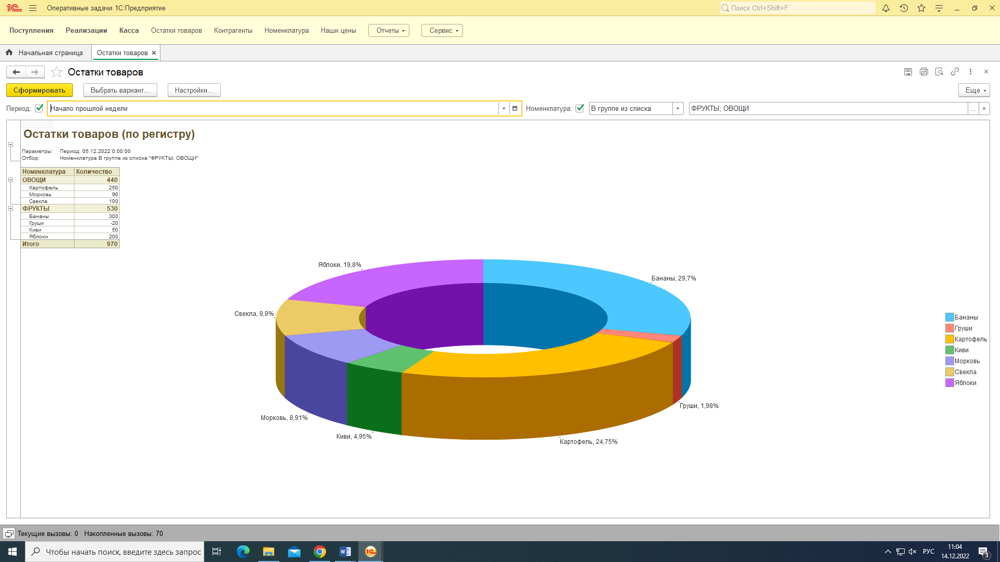 1С Оперативные задачи 1С:Предприятие Поиск Ctrl+Shift+F
Поступления Реализации Касса Остатки товаров Контрагенты Номенклатура Наши цены Отчеты Сервис
Начальная страница Остатки товаров
Остатки товаров
Сформировать Выбрать вариант... Настройки... Еще
Период: Начало прошлой недели Номенклатура: В группе из списка ФРУКТЫ; ОВОЩИ ...
Остатки товаров (по регистру)
Параметры: Период: 05.12.2022 0:00:00
Отбор: Номенклатура В группе из списка "ФРУКТЫ; ОВОЩИ"
Номенклатура Количество
ОВОЩИ 440
Картофель 250
Морковь 90
Свекла 100
ФРУКТЫ 530
Бананы 300
Груши -20
Киви 50
Яблоки 200
Итого 970
Яблоки, 19,8%
Бананы, 29,7%
Свекла, 9,9%
Груши, 1,98%
Морковь, 8,91%
Киви, 4,95%
Картофель, 24,75%
Бананы
Груши
Картофель
Киви
Морковь
Свекла
Яблоки
Текущие вызовы: 0 Накопленные вызовы: 70
Чтобы начать поиск, введите здесь запрос
РУС
11:04
14.12.2022
3